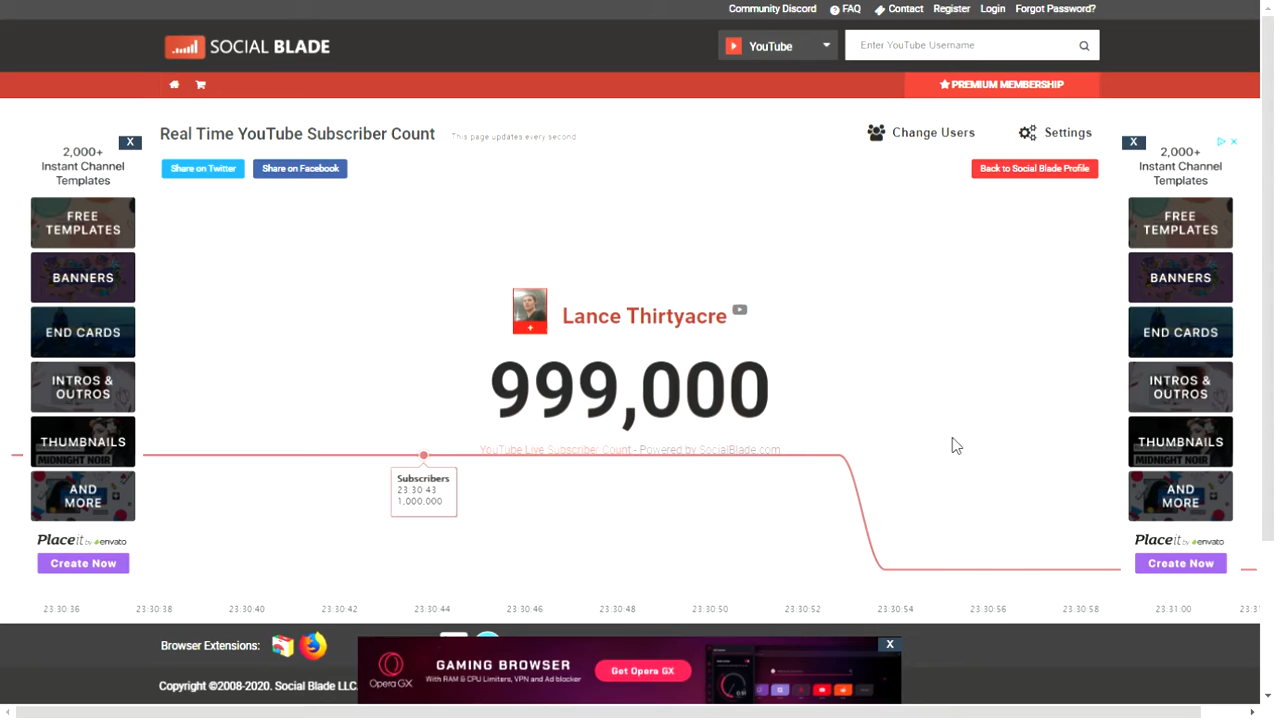 Community Discord
FAQ
Contact
Register
Login
Forgot Password?
SOCIAL BLADE
YouTube
Enter YouTube Username
PREMIUM MEMBERSHIP
Real Time YouTube Subscriber Count
This page updates every second.
Change Users
Settings
Share on Twitter
Share on Facebook
Back to Social Blade Profile
X
2,000+
Instant Channel
Templates
FREE
TEMPLATES
BANNERS
END CARDS
INTROS &
OUTROS
THUMBNAILS
MIDNIGHT NOIR
AND
MORE
Placeit by envato
Create Now
Lance Thirtyacre
999,000
YouTube Live Subscriber Count - Powered by SocialBlade.com
Subscribers
23:30:43
1,000,000
X
2,000+
Instant Channel
Templates
FREE
TEMPLATES
BANNERS
END CARDS
INTROS &
OUTROS
THUMBNAILS
MIDNIGHT NOIR
AND
MORE
Placeit by envato
Create Now
23:30:36 23:30:38 23:30:40 23:30:42 23:30:44 23:30:46 23:30:48 23:30:50 23:30:52 23:30:54 23:30:56 23:30:58 23:31:00
Browser Extensions:
Copyright ©2008-2020. Social Blade LLC
Opera GX
GAMING BROWSER
With RAM & CPU Limiters, VPN and Ad blocker
Get Opera GX
X